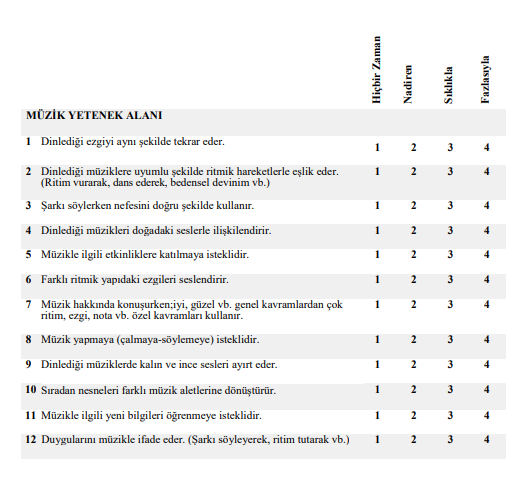 Hiçbir Zaman
Nadiren
Sıklıkla
Fazlasıyla
MÜZİK YETENEK ALANI
1 Dinlediği ezgiyi aynı şekilde tekrar eder. 1 2 3 4
2 Dinlediği müziklere uyumlu şekilde ritmik hareketlerle eşlik eder. 1 2 3 4
(Ritim vurarak, dans ederek, bedensel devinim vb.)
3 Şarkı söylerken nefesini doğru şekilde kullanır. 1 2 3 4
4 Dinlediği müzikleri doğadaki seslerle ilişkilendirir. 1 2 3 4
5 Müzikle ilgili etkinliklere katılmaya isteklidir. 1 2 3 4
6 Farklı ritmik yapıdaki ezgileri seslendirir. 1 2 3 4
7 Müzik hakkında konuşurken;iyi, güzel vb. genel kavramlardan çok 1 2 3 4
ritim, ezgi, nota vb. özel kavramları kullanır.
8 Müzik yapmaya (çalmaya-söylemeye) isteklidir. 1 2 3 4
9 Dinlediği müziklerde kalın ve ince sesleri ayırt eder. 1 2 3 4
10 Sıradan nesneleri farklı müzik aletlerine dönüştürür. 1 2 3 4
11 Müzikle ilgili yeni bilgileri öğrenmeye isteklidir. 1 2 3 4
12 Duygularını müzikle ifade eder. (Şarkı söyleyerek, ritim tutarak vb.) 1 2 3 4